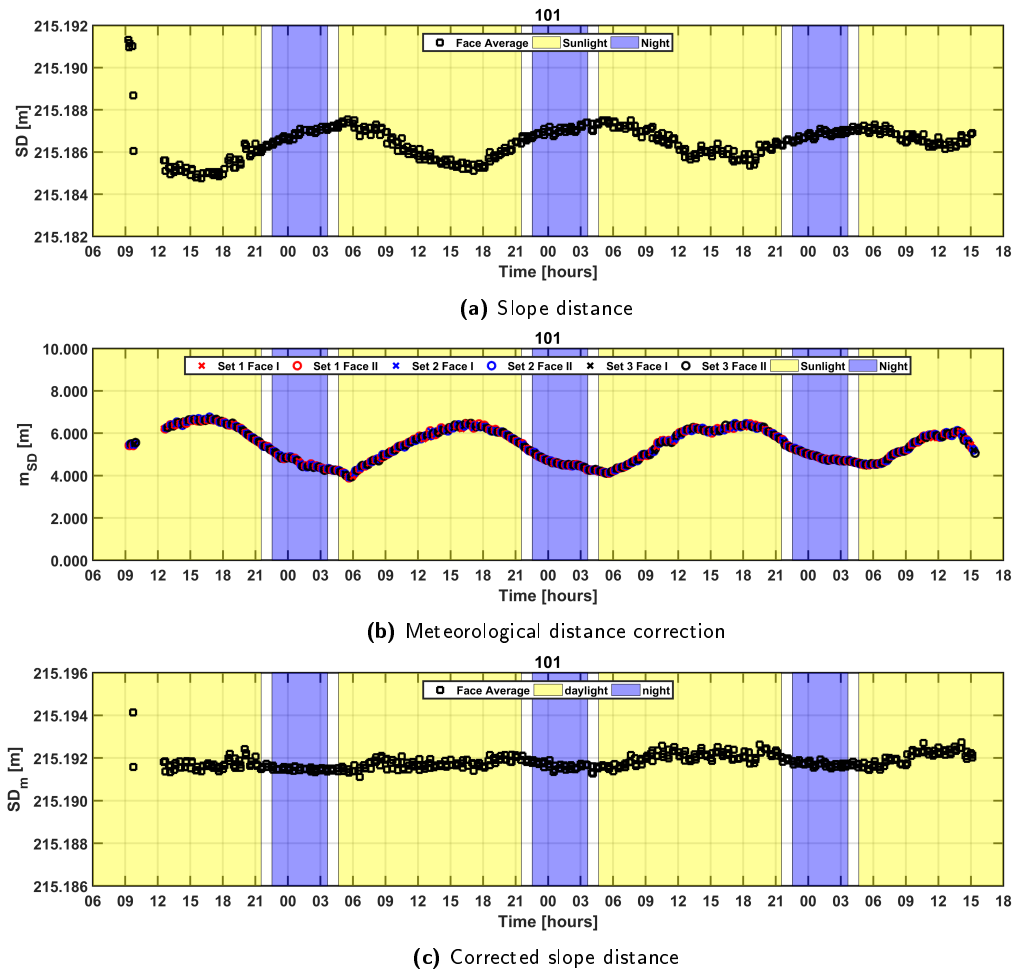 101
215.192
215.190
215.188
215.186
215.184
215.182
SD [m]
Face Average Sunlight Night
06 09 12 15 18 21 00 03 06 09 12 15 18 21 00 03 06 09 12 15 18 21 00 03 06 09 12 15 18
Time [hours]
(a) Slope distance
101
10.000
8.000
6.000
4.000
2.000
0.000
m_SD [m]
Set 1 Face I Set 1 Face II Set 2 Face I Set 2 Face II Set 3 Face I Set 3 Face II Sunlight Night
06 09 12 15 18 21 00 03 06 09 12 15 18 21 00 03 06 09 12 15 18 21 00 03 06 09 12 15 18
Time [hours]
(b) Meteorological distance correction
101
215.196
215.194
215.192
215.190
215.188
215.186
SD_m [m]
Face Average daylight night
06 09 12 15 18 21 00 03 06 09 12 15 18 21 00 03 06 09 12 15 18 21 00 03 06 09 12 15 18
Time [hours]
(c) Corrected slope distance